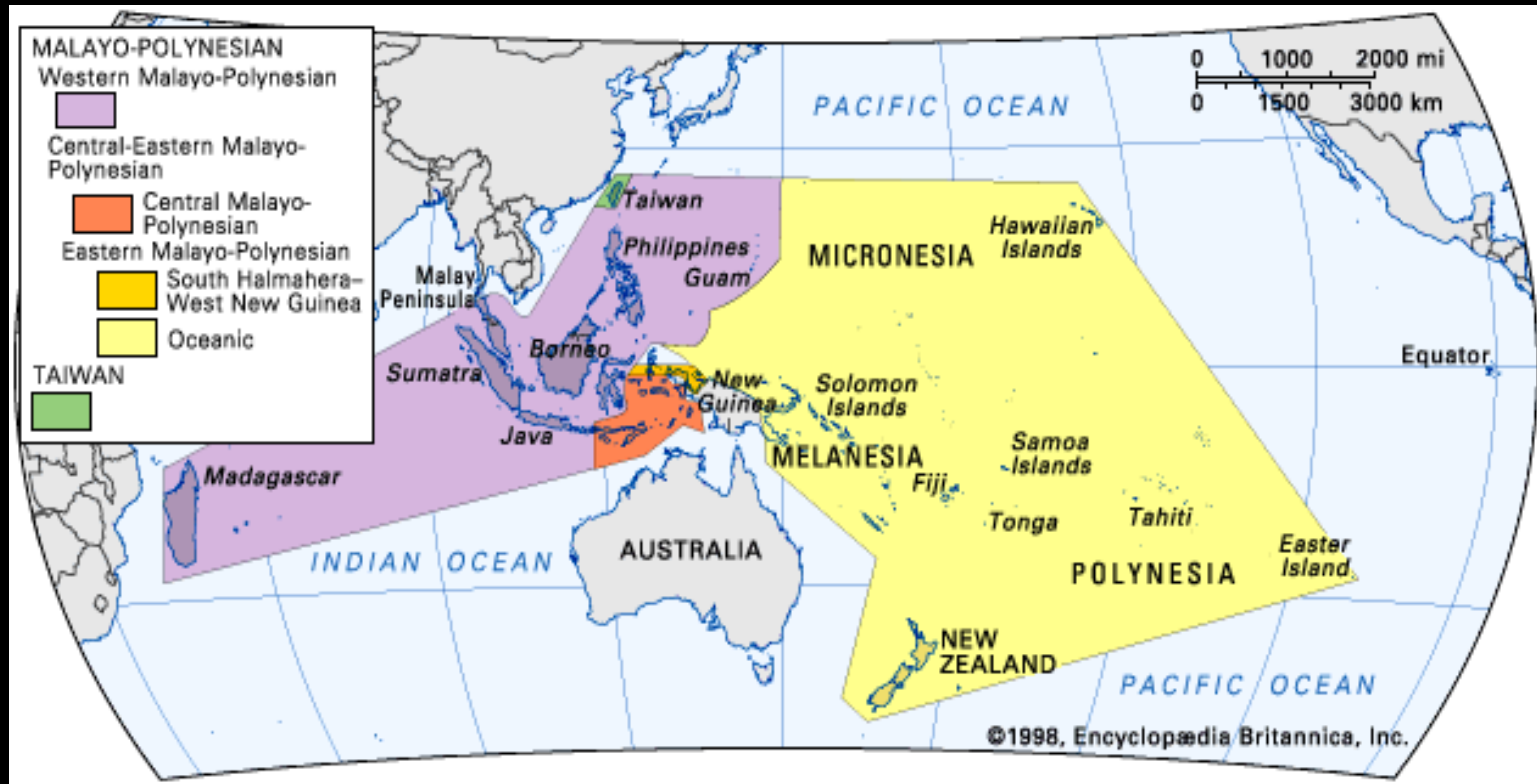 MALAYO-POLYNESIAN
Western Malayo-Polynesian
Central-Eastern Malayo-
Polynesian
Central Malayo-
Polynesian
Eastern Malayo-Polynesian
South Halmahera–
West New Guinea
Oceanic
TAIWAN
0 1000 2000 mi
0 1500 3000 km
PACIFIC OCEAN
Taiwan
Philippines
Guam
MICRONESIA
Hawaiian
Islands
Malay
Peninsula
Borneo
Sumatra
Java
New
Guinea
Solomon
Islands
Equator
MELANESIA
Samoa
Islands
Fiji
Tonga
Tahiti
Madagascar
INDIAN OCEAN
AUSTRALIA
POLYNESIA
Easter
Island
NEW
ZEALAND
PACIFIC OCEAN
©1998, Encyclopædia Britannica, Inc.